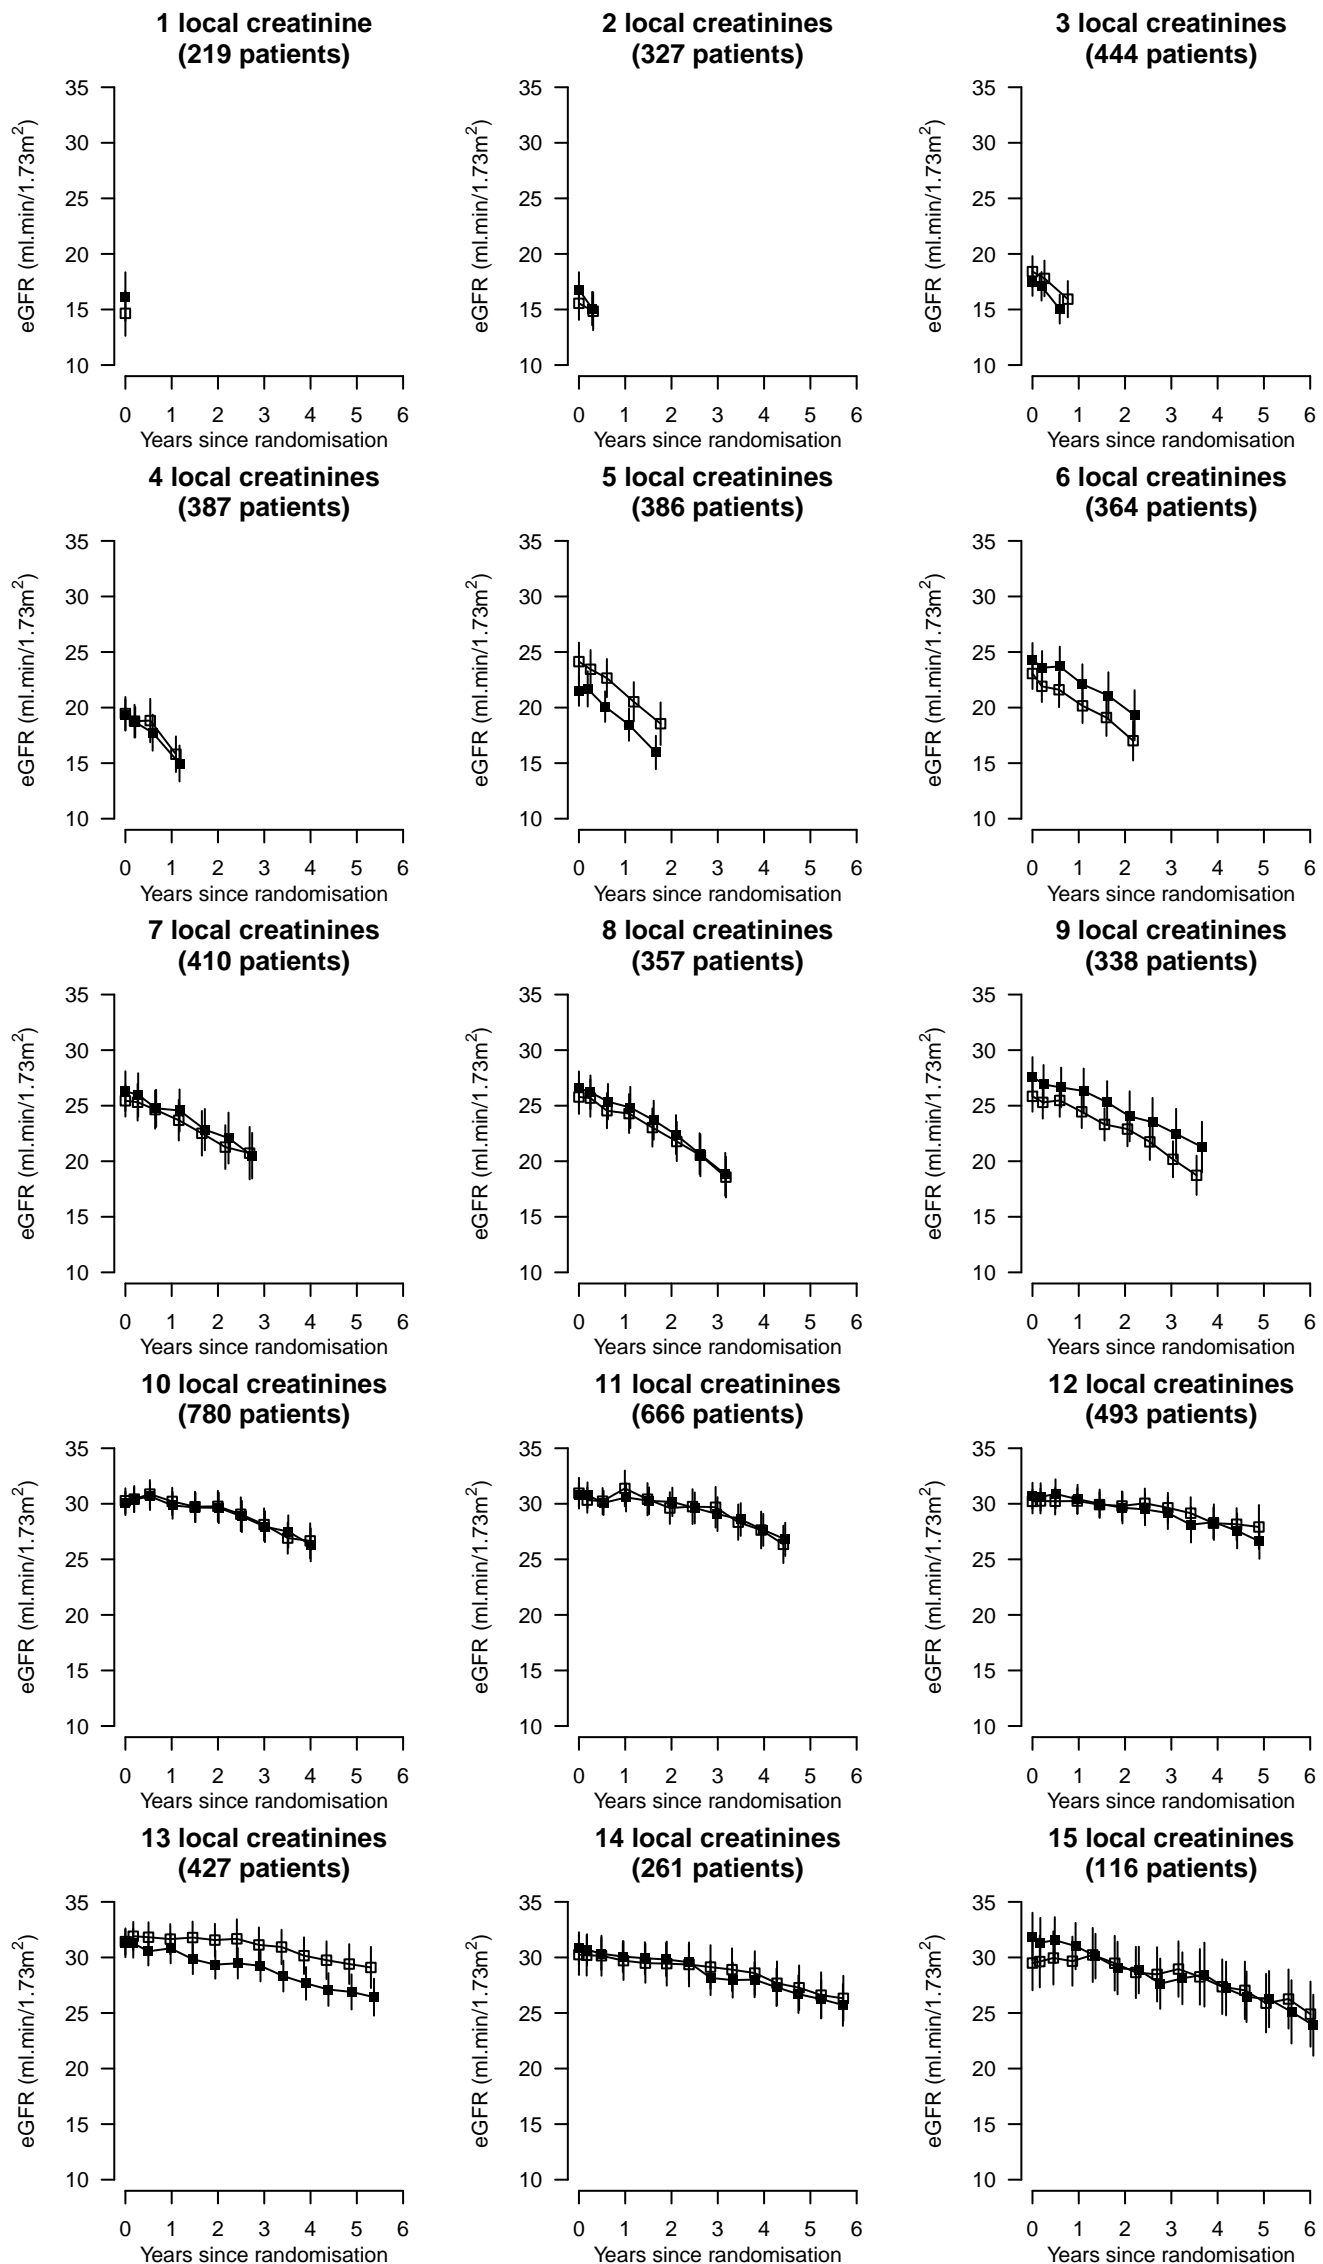 1 local creatinine
(219 patients)
35
30
25
20
15
10
eGFR (ml.min/1.73m²)
0 1 2 3 4 5 6
Years since randomisation
2 local creatinines
(327 patients)
35
30
25
20
15
10
eGFR (ml.min/1.73m²)
0 1 2 3 4 5 6
Years since randomisation
3 local creatinines
(444 patients)
35
30
25
20
15
10
eGFR (ml.min/1.73m²)
0 1 2 3 4 5 6
Years since randomisation
4 local creatinines
(387 patients)
35
30
25
20
15
10
eGFR (ml.min/1.73m²)
0 1 2 3 4 5 6
Years since randomisation
5 local creatinines
(386 patients)
35
30
25
20
15
10
eGFR (ml.min/1.73m²)
0 1 2 3 4 5 6
Years since randomisation
6 local creatinines
(364 patients)
35
30
25
20
15
10
eGFR (ml.min/1.73m²)
0 1 2 3 4 5 6
Years since randomisation
7 local creatinines
(410 patients)
35
30
25
20
15
10
eGFR (ml.min/1.73m²)
0 1 2 3 4 5 6
Years since randomisation
8 local creatinines
(357 patients)
35
30
25
20
15
10
eGFR (ml.min/1.73m²)
0 1 2 3 4 5 6
Years since randomisation
9 local creatinines
(338 patients)
35
30
25
20
15
10
eGFR (ml.min/1.73m²)
0 1 2 3 4 5 6
Years since randomisation
10 local creatinines
(780 patients)
35
30
25
20
15
10
eGFR (ml.min/1.73m²)
0 1 2 3 4 5 6
Years since randomisation
11 local creatinines
(666 patients)
35
30
25
20
15
10
eGFR (ml.min/1.73m²)
0 1 2 3 4 5 6
Years since randomisation
12 local creatinines
(493 patients)
35
30
25
20
15
10
eGFR (ml.min/1.73m²)
0 1 2 3 4 5 6
Years since randomisation
13 local creatinines
(427 patients)
35
30
25
20
15
10
eGFR (ml.min/1.73m²)
0 1 2 3 4 5 6
Years since randomisation
14 local creatinines
(261 patients)
35
30
25
20
15
10
eGFR (ml.min/1.73m²)
0 1 2 3 4 5 6
Years since randomisation
15 local creatinines
(116 patients)
35
30
25
20
15
10
eGFR (ml.min/1.73m²)
0 1 2 3 4 5 6
Years since randomisation